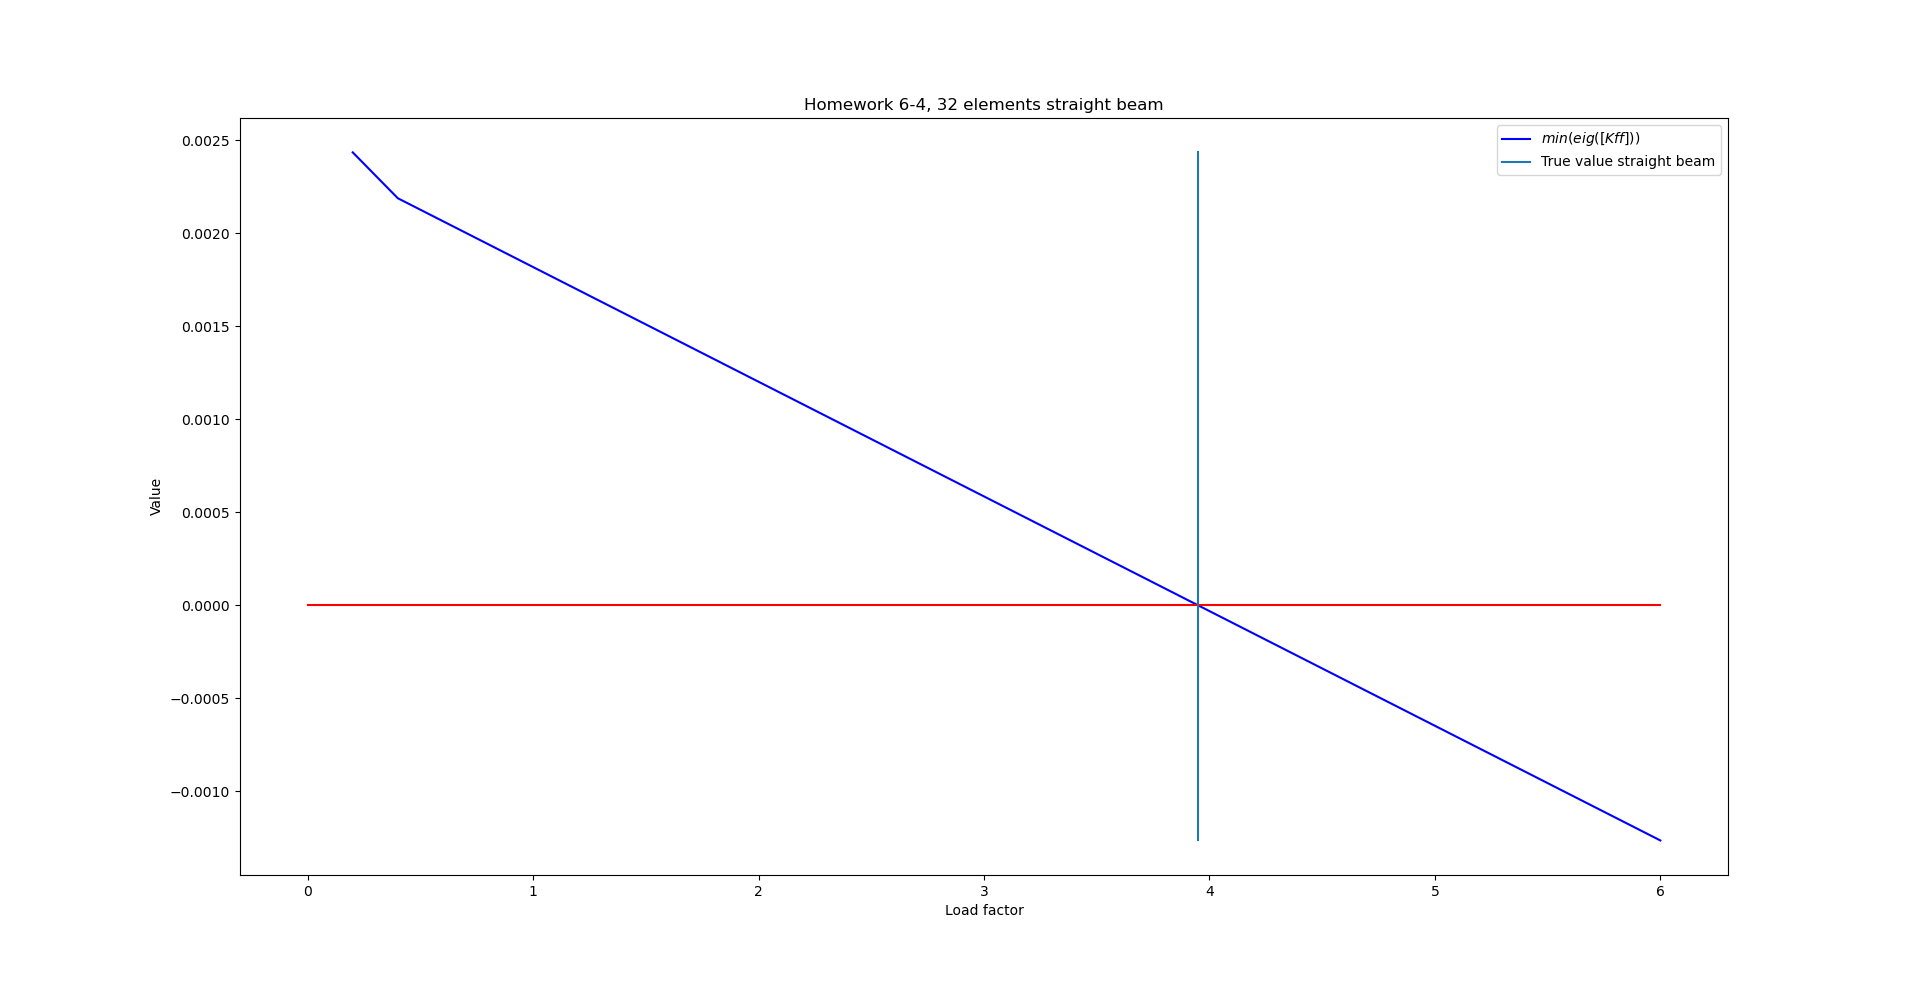 Homework 6-4, 32 elements straight beam
min(eig([Kff]))
True value straight beam
0.0025
0.0020
0.0015
0.0010
0.0005
0.0000
−0.0005
−0.0010
Value
0 1 2 3 4 5 6
Load factor